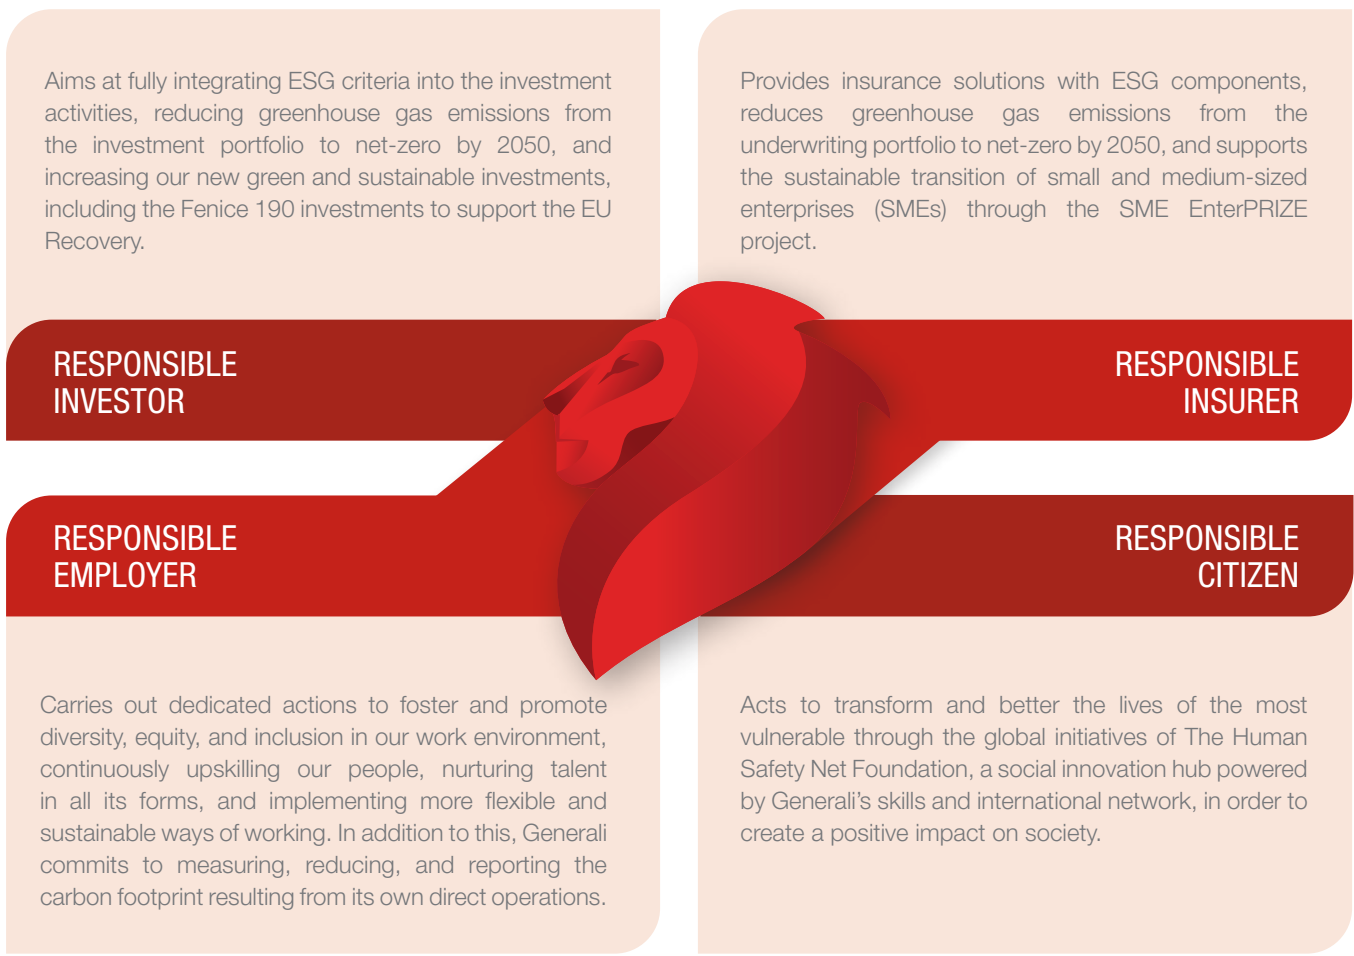 Aims at fully integrating ESG criteria into the investment
activities, reducing greenhouse gas emissions from
the investment portfolio to net-zero by 2050, and
increasing our new green and sustainable investments,
including the Fenice 190 investments to support the EU
Recovery.
RESPONSIBLE
INVESTOR
Provides insurance solutions with ESG components,
reduces greenhouse gas emissions from the
underwriting portfolio to net-zero by 2050, and supports
the sustainable transition of small and medium-sized
enterprises (SMEs) through the SME EnterPRIZE
project.
RESPONSIBLE
INSURER
RESPONSIBLE
EMPLOYER
Carries out dedicated actions to foster and promote
diversity, equity, and inclusion in our work environment,
continuously upskilling our people, nurturing talent
in all its forms, and implementing more flexible and
sustainable ways of working. In addition to this, Generali
commits to measuring, reducing, and reporting the
carbon footprint resulting from its own direct operations.
RESPONSIBLE
CITIZEN
Acts to transform and better the lives of the most
vulnerable through the global initiatives of The Human
Safety Net Foundation, a social innovation hub powered
by Generali’s skills and international network, in order to
create a positive impact on society.